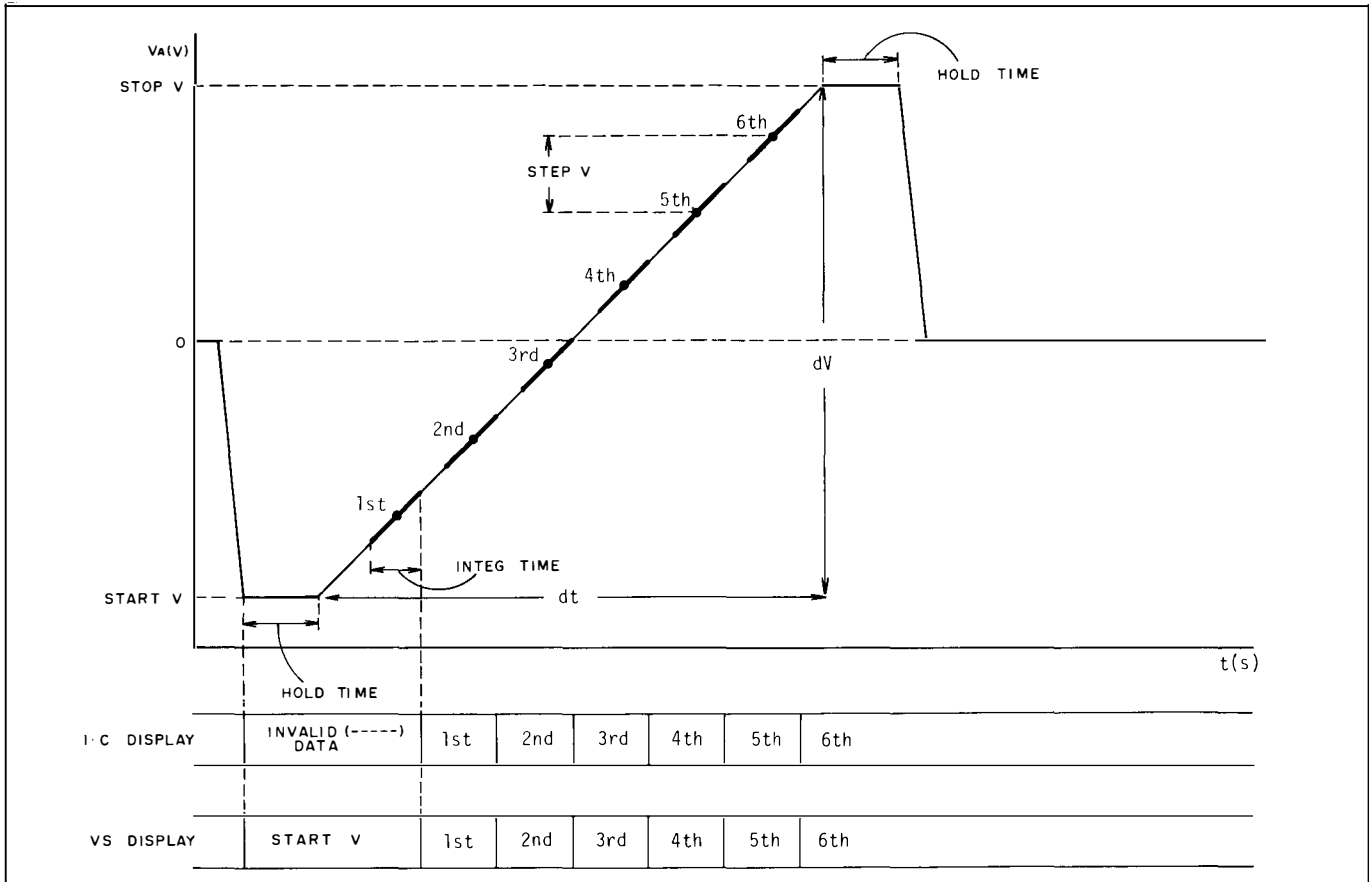 VA(V)
STOP V
HOLD TIME
6th
STEP V
5th
4th
0
3rd
dV
2nd
1st
INTEG TIME
START V
dt
t(s)
HOLD TIME
I·C DISPLAY
INVALID (-----)
DATA
1st 2nd 3rd 4th 5th 6th
VS DISPLAY
START V
1st 2nd 3rd 4th 5th 6th